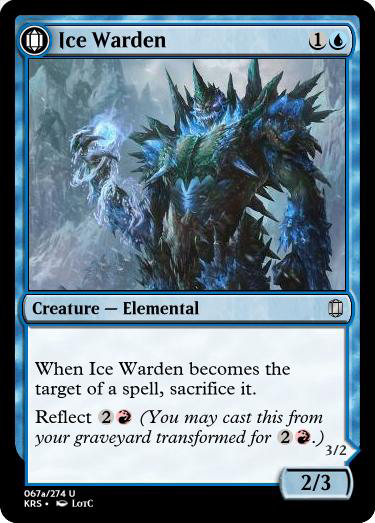 Ice Warden 1
Creature — Elemental
When Ice Warden becomes the
target of a spell, sacrifice it.
Reflect 2 (You may cast this from
your graveyard transformed for 2 .)
3/2
2/3
067a/274 U
KRS • LOTC